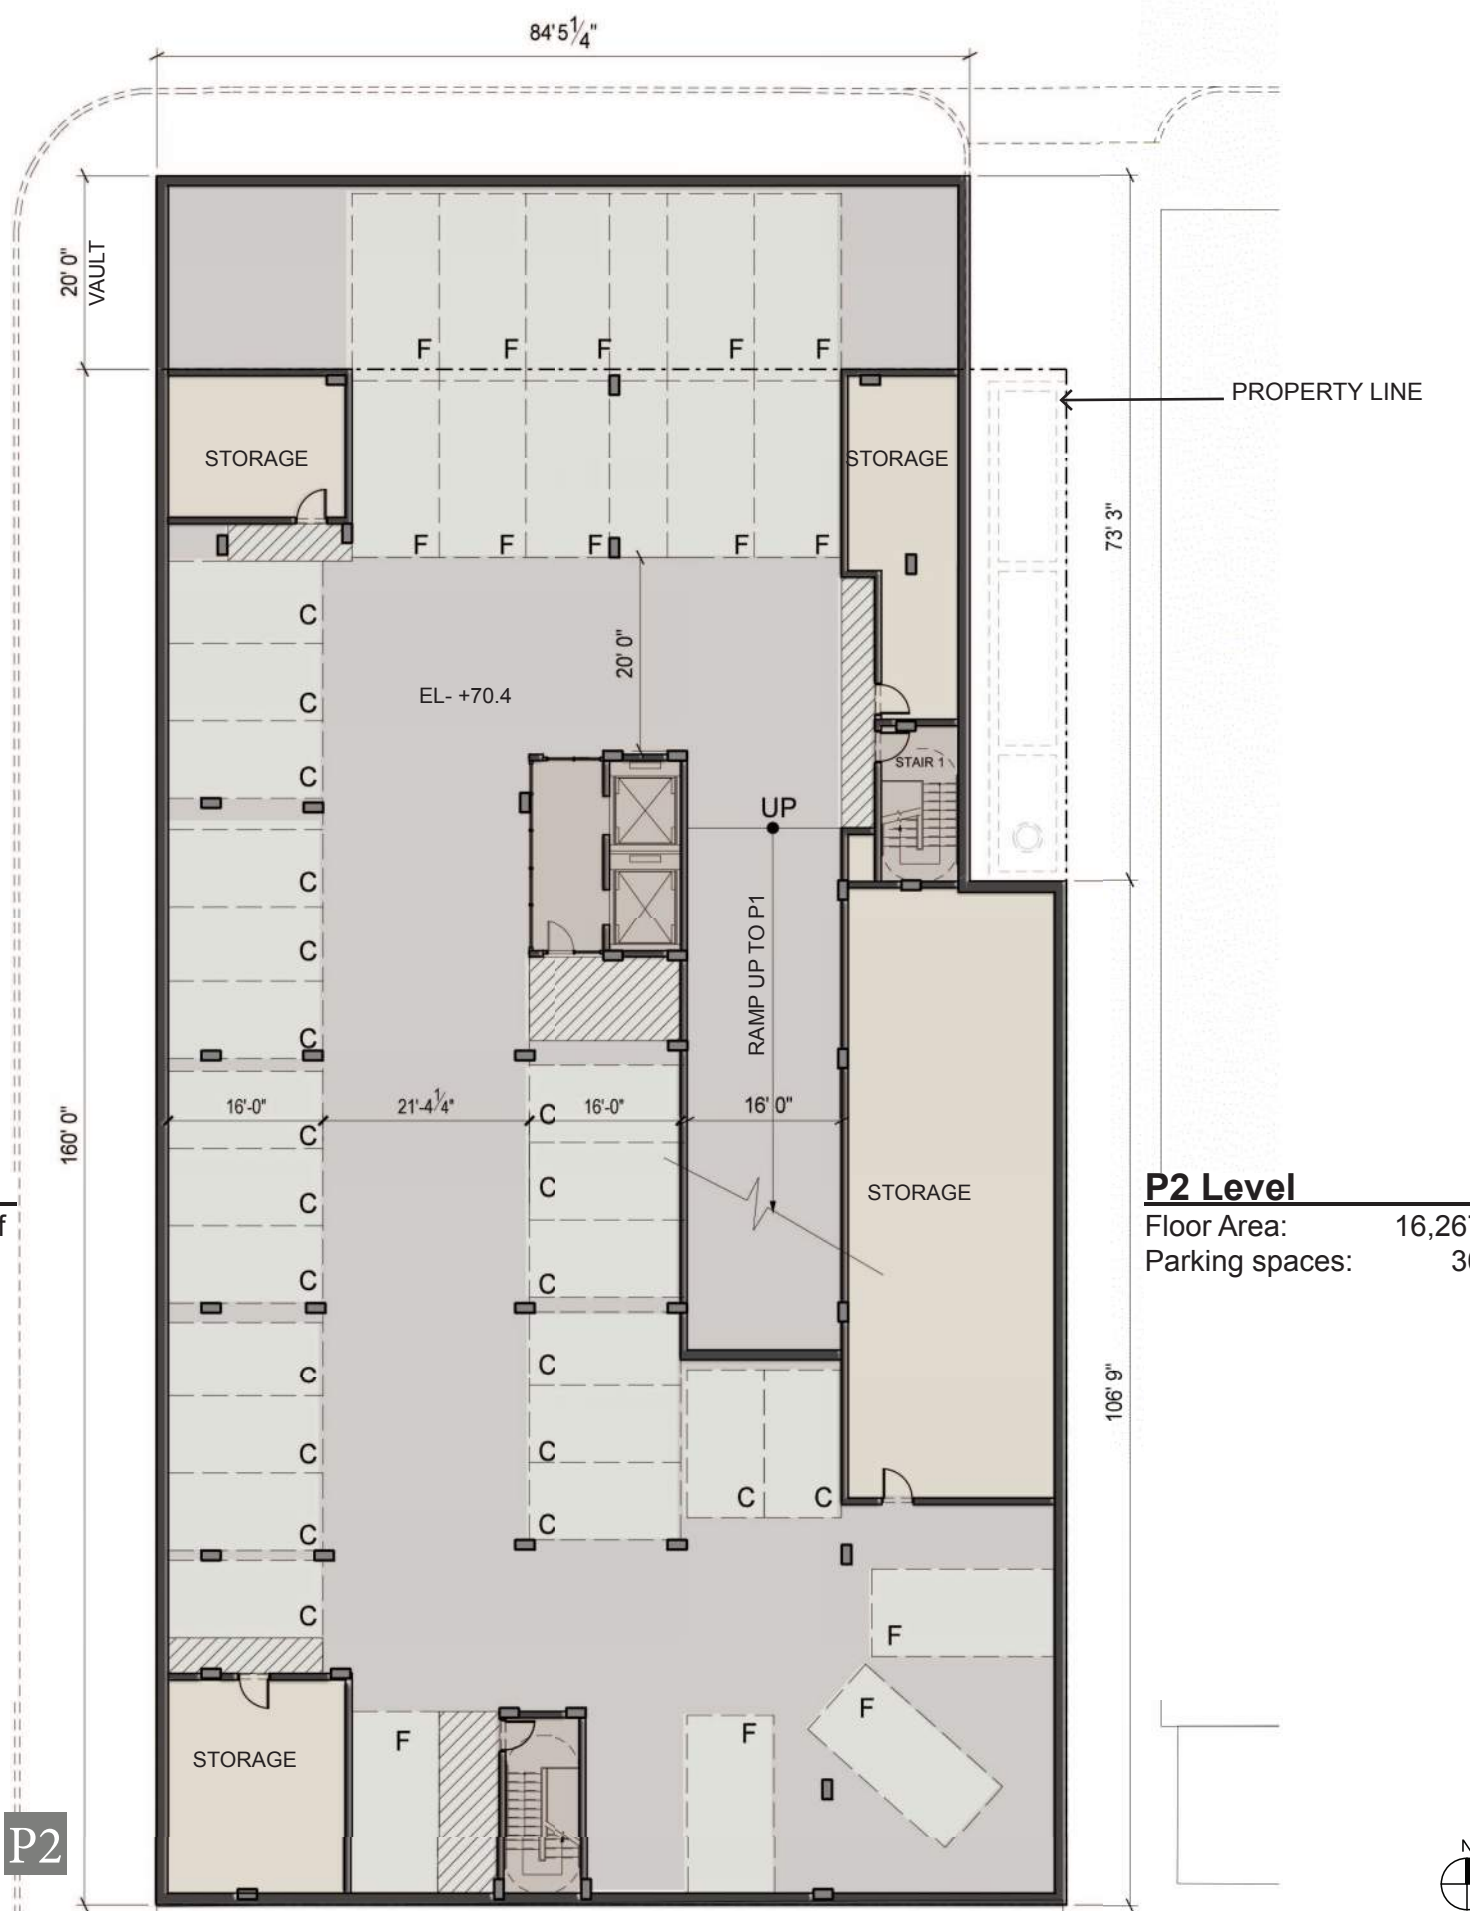 84'5 1/4"
20' 0"
VAULT
F F F F F
PROPERTY LINE
STORAGE
STORAGE
73' 3"
F F F F F
C
20' 0"
EL- +70.4
C
STAIR 1
C
UP
C
RAMP UP TO P1
C
C
16'-0"
21'-4 1/4"
16'-0"
16' 0"
C
C
160' 0"
C
C
STORAGE
P2 Level
f
Floor Area: 16,267
Parking spaces:
C
C
C
C
106' 9"
C
C
C C
C
C
C
F
F
F
F
STORAGE
P2
N